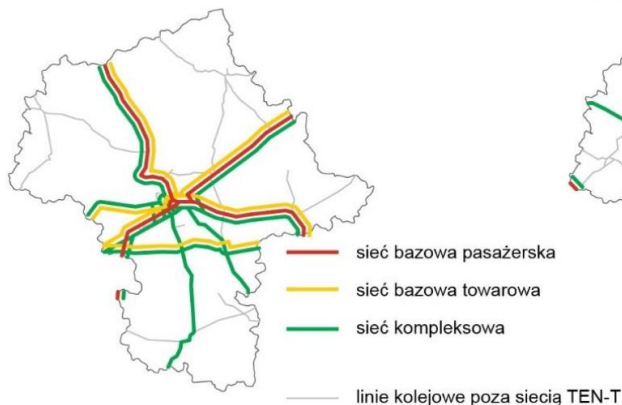 sieć bazowa pasażerska
sieć bazowa towarowa
sieć kompleksowa
linie kolejowe poza siecią TEN-T